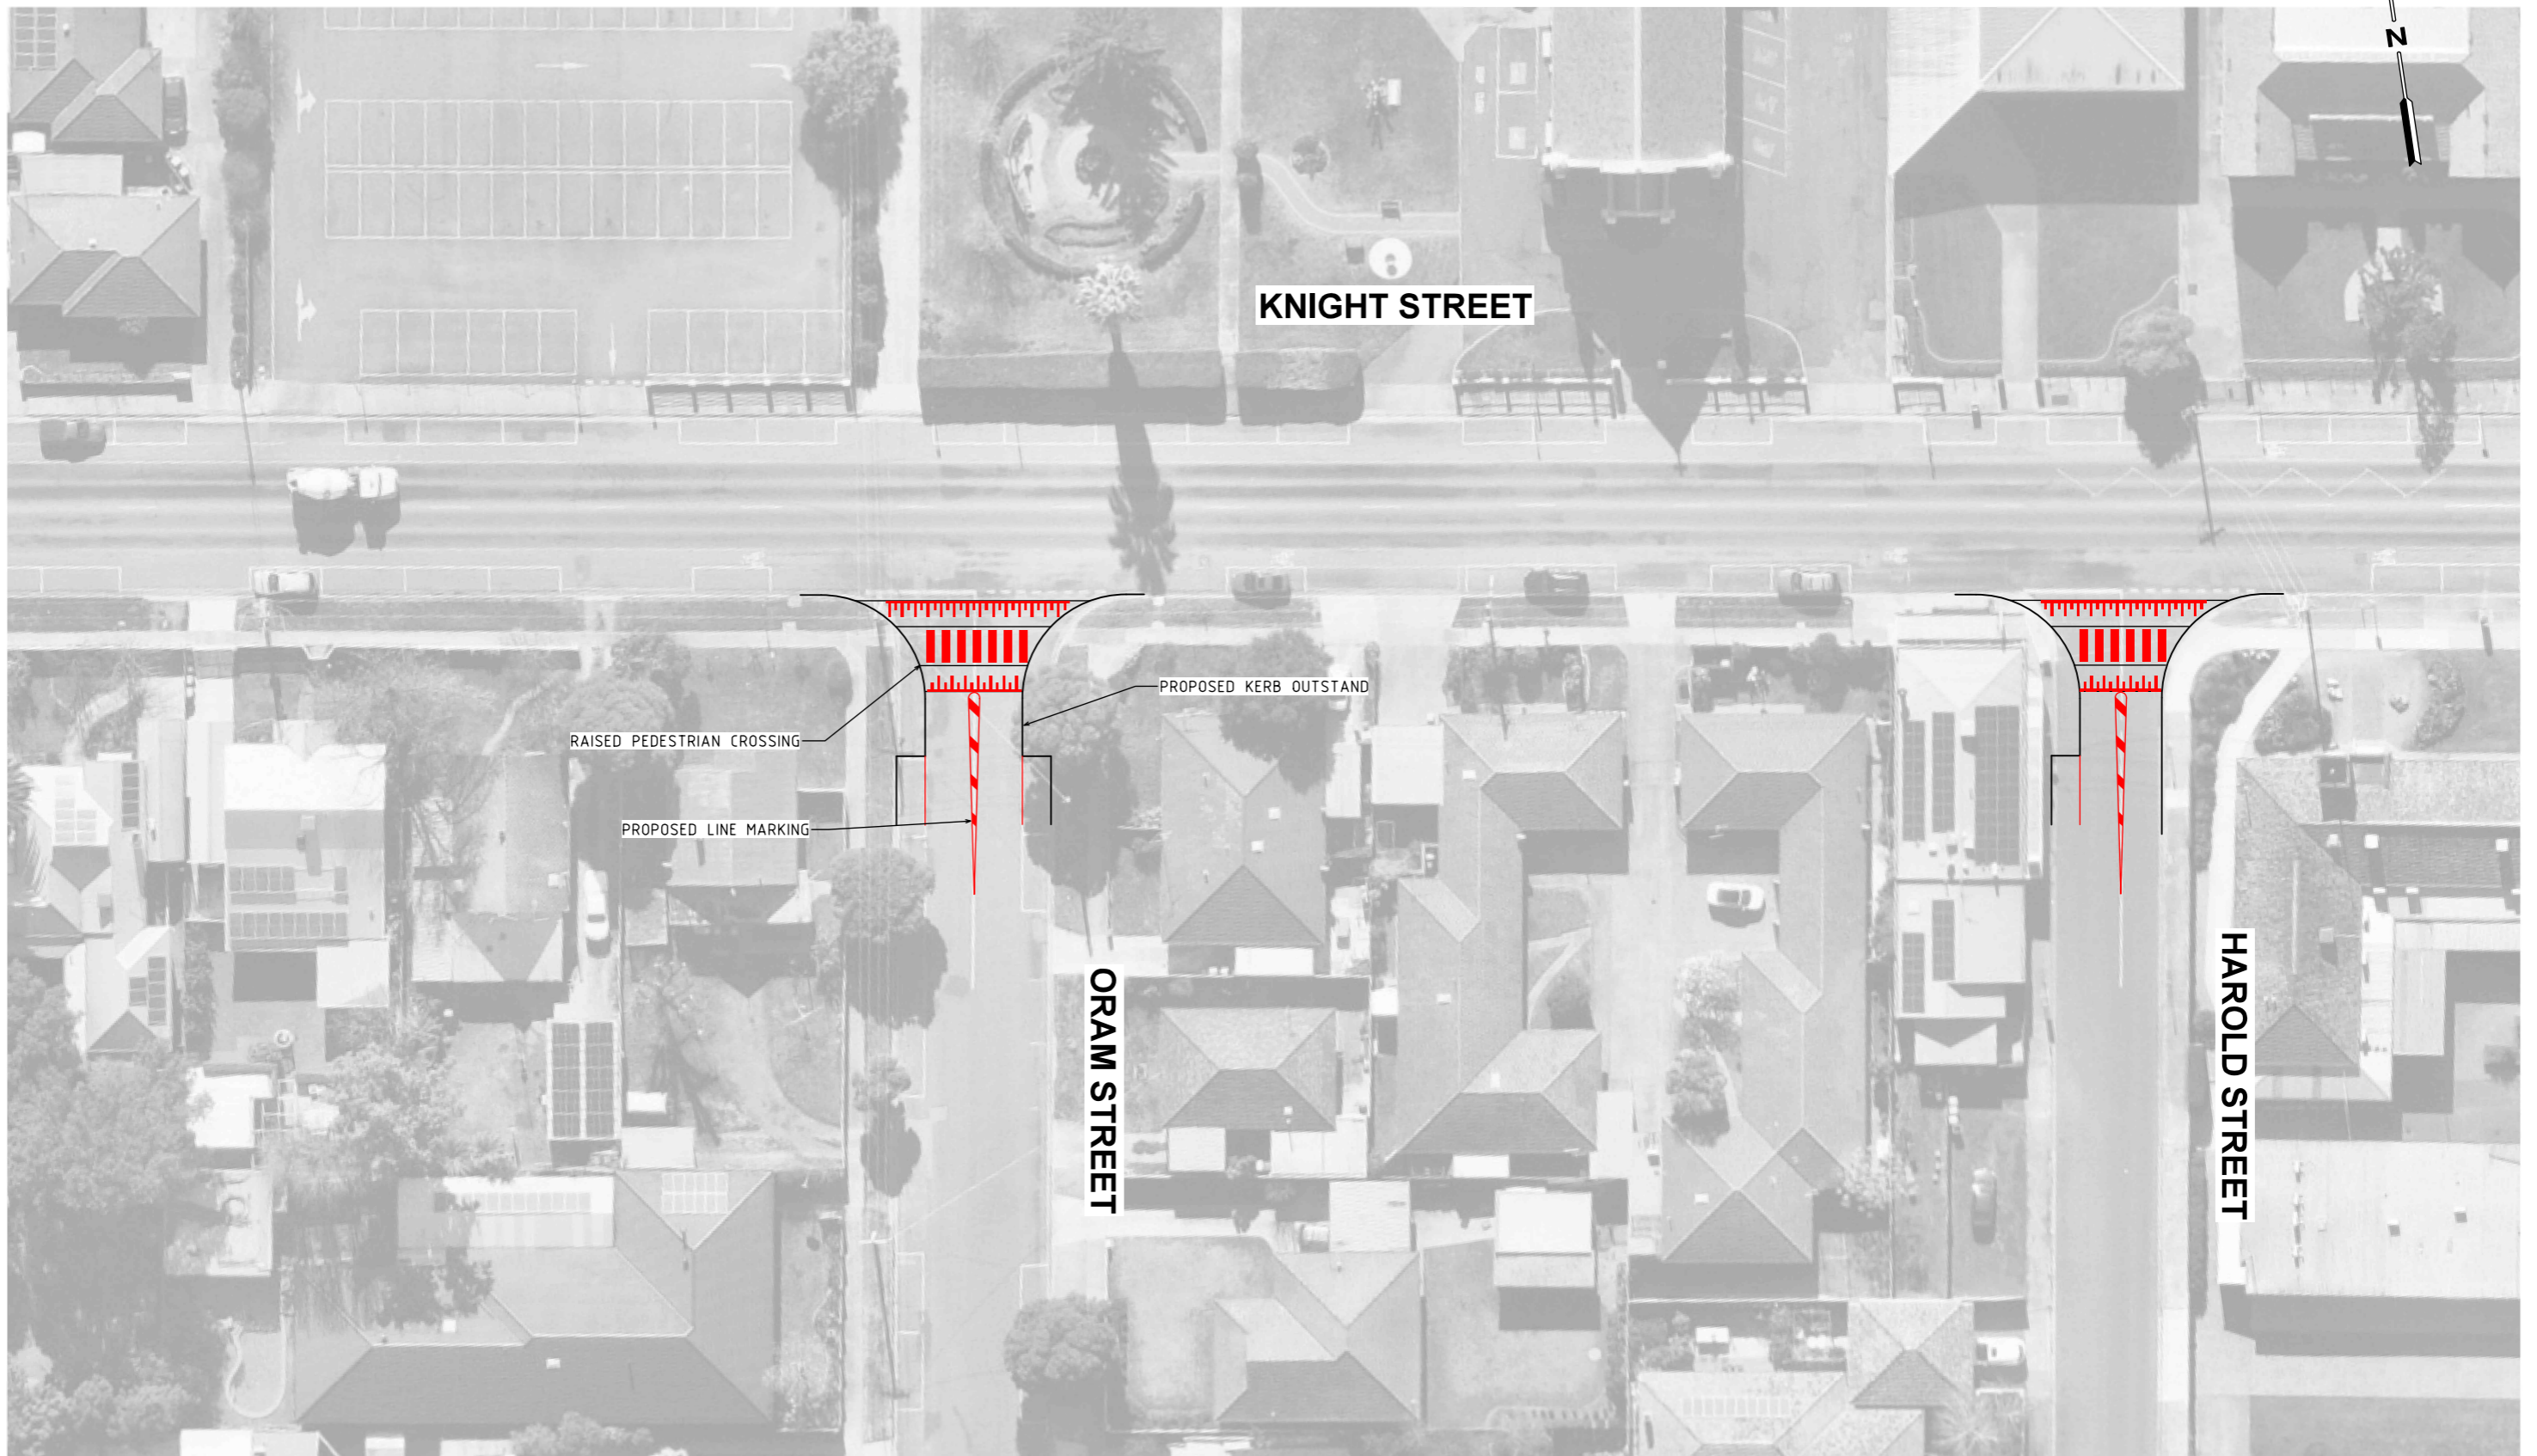 N
KNIGHT STREET
PROPOSED KERB OUTSTAND
RAISED PEDESTRIAN CROSSING
PROPOSED LINE MARKING
ORAM STREET
HAROLD STREET